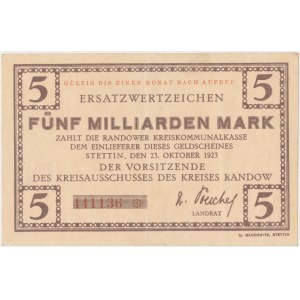 GÜLTIG BIS EINEN MONAT NACH AUFRUF
5 ERSATZWERTZEICHEN 5
FÜNF MILLIARDEN MARK
ZAHLT DIE RANDOWER KREISKOMMUNALKASSE
DEM EINLIEFERER DIESES GELDSCHEINES
STETTIN, DEN 23. OKTOBER 1923
DER VORSITZENDE
DES KREISAUSSCHUSSES DES KREISES RANDOW
5 141136 5
LANDRAT
STETTIN